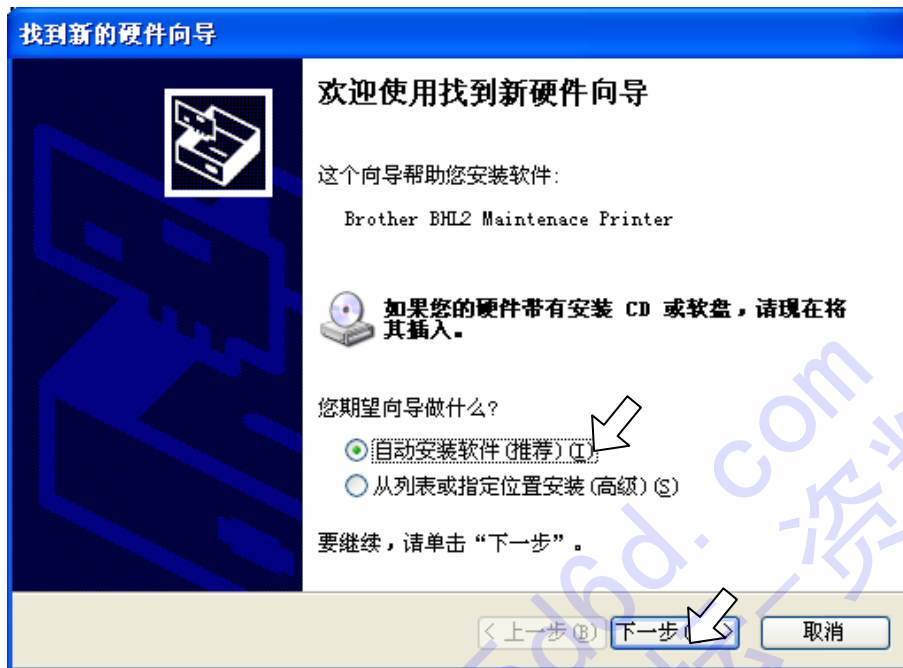 找到新的硬件向导
欢迎使用找到新硬件向导
这个向导帮助您安装软件:
Brother BHL2 Maintenace Printer
如果您的硬件带有安装 CD 或软盘，请现在将
其插入。
您期望向导做什么?
自动安装软件(推荐)(I)
从列表或指定位置安装(高级)(S)
要继续，请单击“下一步”。
<上一步(B) 下一步 > 取消